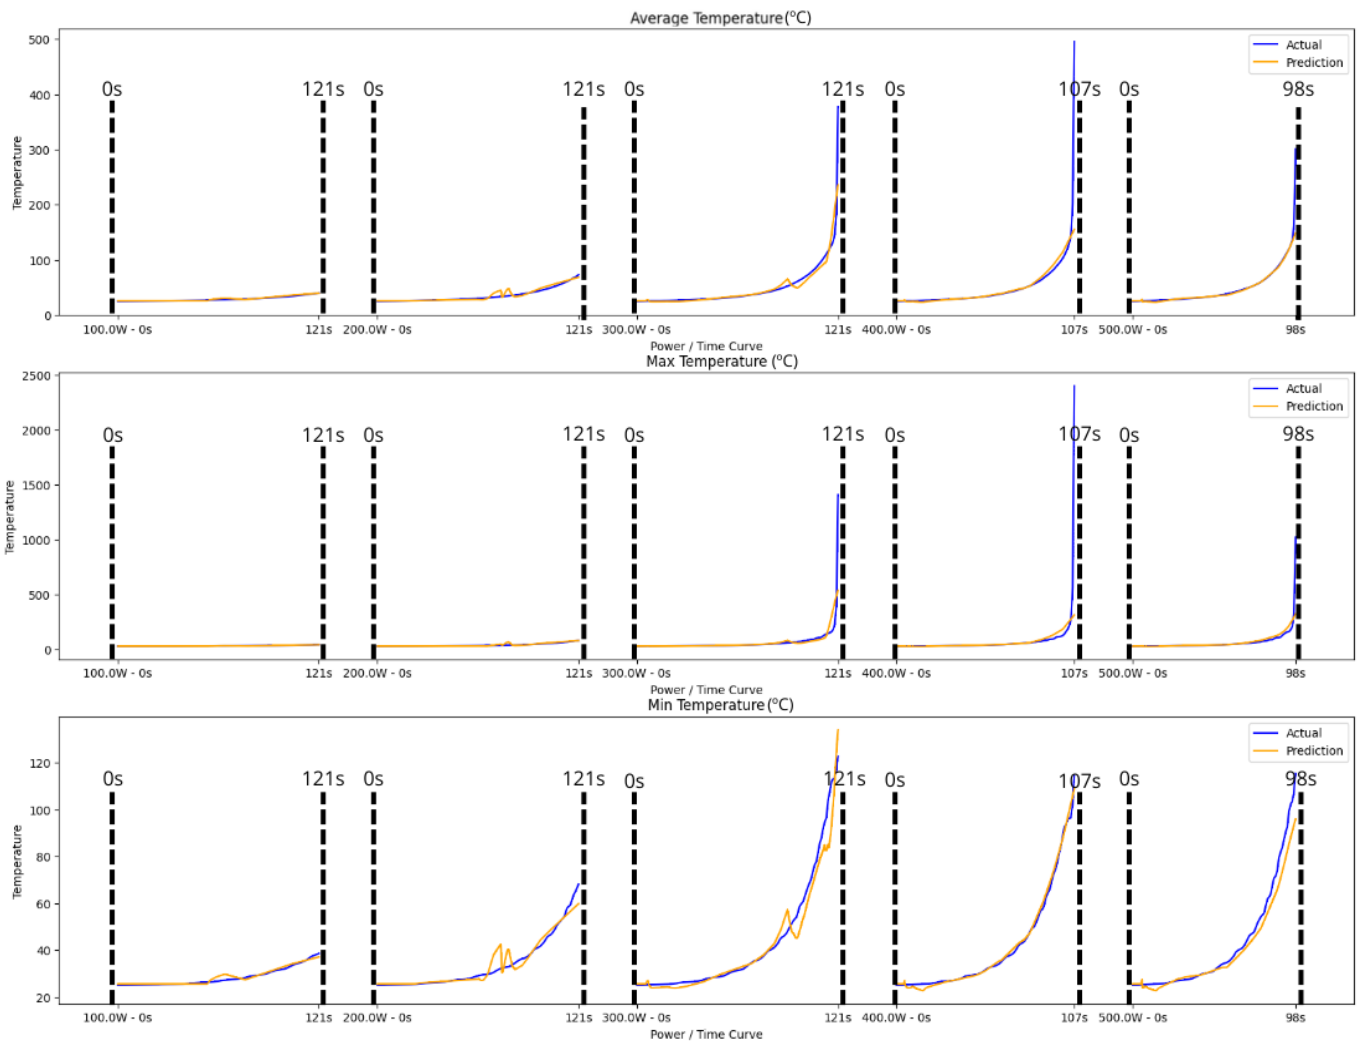 Average Temperature(°C)
500
400
300
200
100
0
Temperature
Actual
Prediction
0s 121s 0s 121s 0s 121s 0s 107s 0s 98s
100.0W - 0s 121s 200.0W - 0s 121s 300.0W - 0s 121s 400.0W - 0s 107s 500.0W - 0s 98s
Power / Time Curve
Max Temperature (°C)
2500
2000
1500
1000
500
0
Temperature
Actual
Prediction
0s 121s 0s 121s 0s 121s 0s 107s 0s 98s
100.0W - 0s 121s 200.0W - 0s 121s 300.0W - 0s 121s 400.0W - 0s 107s 500.0W - 0s 98s
Power / Time Curve
Min Temperature (°C)
120
100
80
60
40
20
Temperature
Actual
Prediction
0s 121s 0s 121s 0s 121s 0s 107s 0s 98s
100.0W - 0s 121s 200.0W - 0s 121s 300.0W - 0s 121s 400.0W - 0s 107s 500.0W - 0s 98s
Power / Time Curve